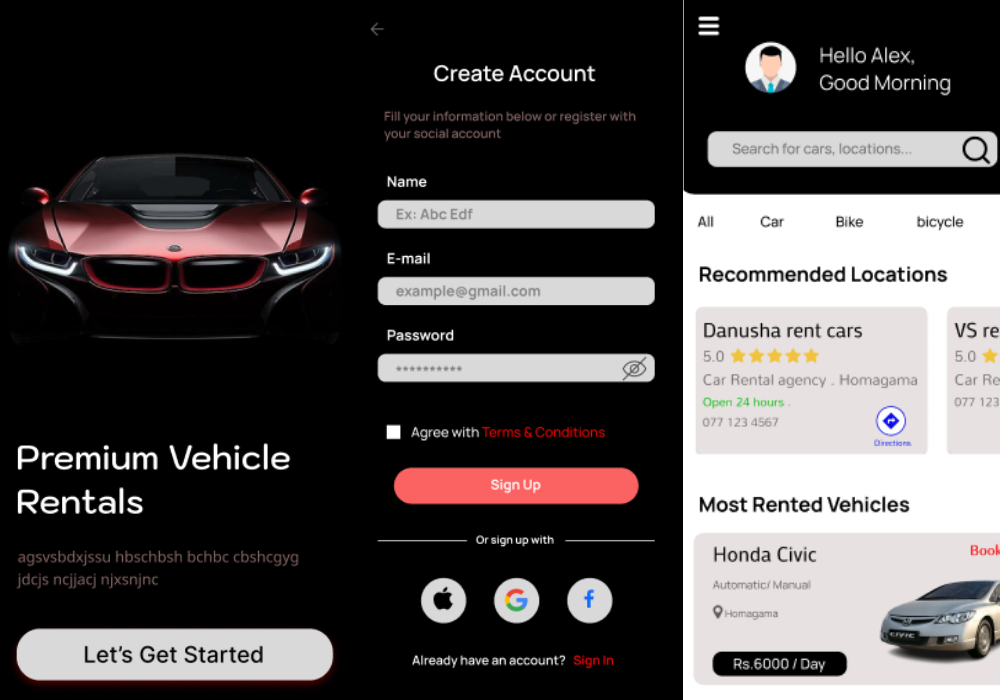 Premium Vehicle
Rentals
agsvsbdxjssu hbschbsh bchbc cbshcgyg
jdcjs ncjjacj njxsnjnc
Let's Get Started
Create Account
Fill your information below or register with
your social account
Name
Ex: Abc Edf
E-mail
example@gmail.com
Password
**********
Agree with Terms & Conditions
Sign Up
Or sign up with
Already have an account? Sign In
Hello Alex,
Good Morning
Search for cars, locations...
All Car Bike bicycle
Recommended Locations
Danusha rent cars
5.0
Car Rental agency . Homagama
Open 24 hours .
077 123 4567
Directions
VS re
5.0
Car Re
077 123
Most Rented Vehicles
Honda Civic
Book
Automatic/ Manual
Homagama
CIVIC
Rs.6000 / Day